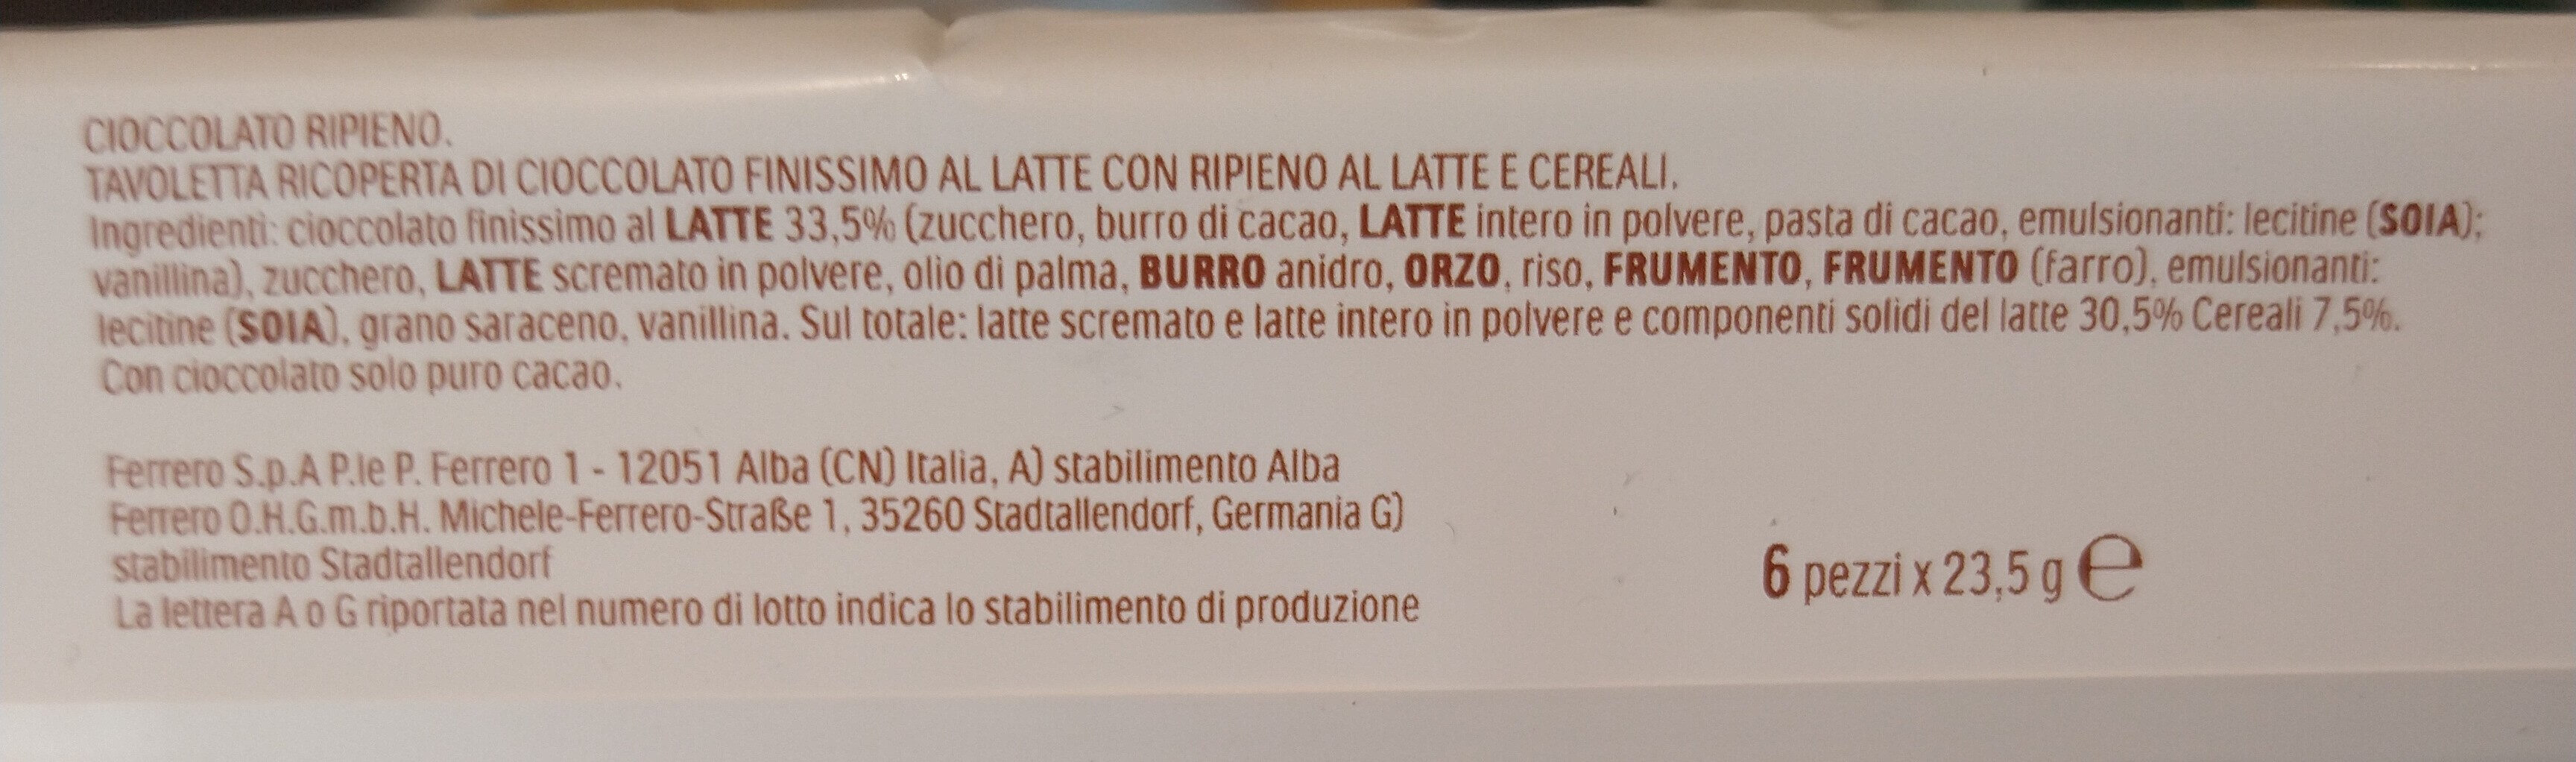 CIOCCOLATO RIPIENO.
TAVOLETTA RICOPERTA DI CIOCCOLATO FINISSIMO AL LATTE CON RIPIENO AL LATTE E CEREALI.
Ingredienti: cioccolato finissimo al LATTE 33,5% (zucchero, burro di cacao, LATTE intero in polvere, pasta di cacao, emulsionanti: lecitine (SOIA);
vanillina), zucchero, LATTE scremato in polvere, olio di palma, BURRO anidro, ORZO, riso, FRUMENTO, FRUMENTO (farro), emulsionanti:
lecitine (SOIA), grano saraceno, vanillina. Sul totale: latte scremato e latte intero in polvere e componenti solidi del latte 30,5% Cereali 7,5%.
Con cioccolato solo puro cacao.
Ferrero S.p.A P.le P. Ferrero 1 - 12051 Alba (CN) Italia, A) stabilimento Alba
Ferrero O.H.G.m.b.H. Michele-Ferrero-Straße 1, 35260 Stadtallendorf, Germania G)
stabilimento Stadtallendorf
La lettera A o G riportata nel numero di lotto indica lo stabilimento di produzione
6 pezzi x 23,5 g e